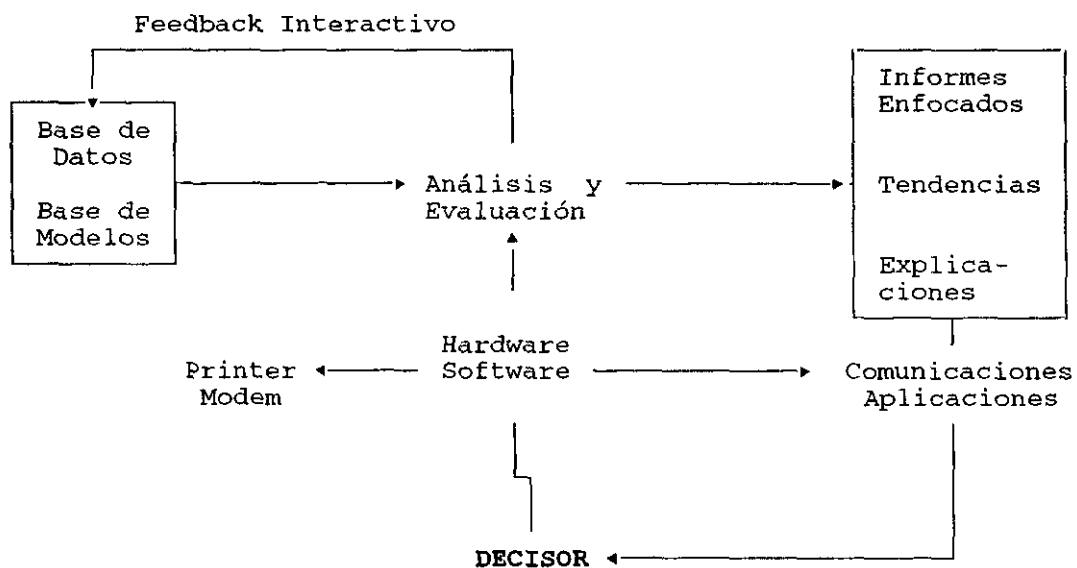 Feedback Interactivo
Base de
Datos
Base de
Modelos
Análisis y
Evaluación
Informes
Enfocados
Tendencias
Explica-
ciones
Printer
Modem
Hardware
Software
Comunicaciones
Aplicaciones
DECISOR